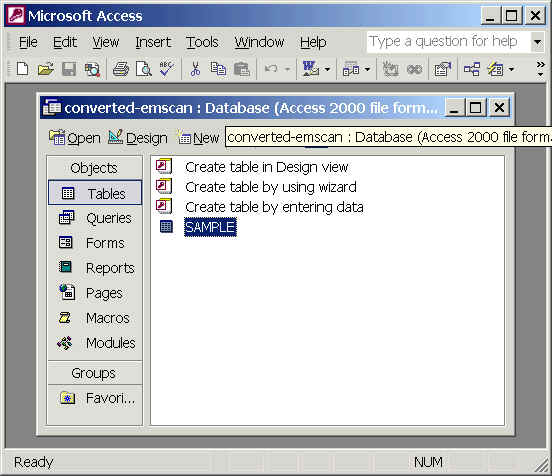 Microsoft Access
File Edit View Insert Tools Window Help Type a question for help
converted-emscan : Database (Access 2000 file form...
Open Design New converted-emscan : Database (Access 2000 file form
Objects
Tables
Queries
Forms
Reports
Pages
Macros
Modules
Groups
Favori...
Create table in Design view
Create table by using wizard
Create table by entering data
SAMPLE
Ready NUM